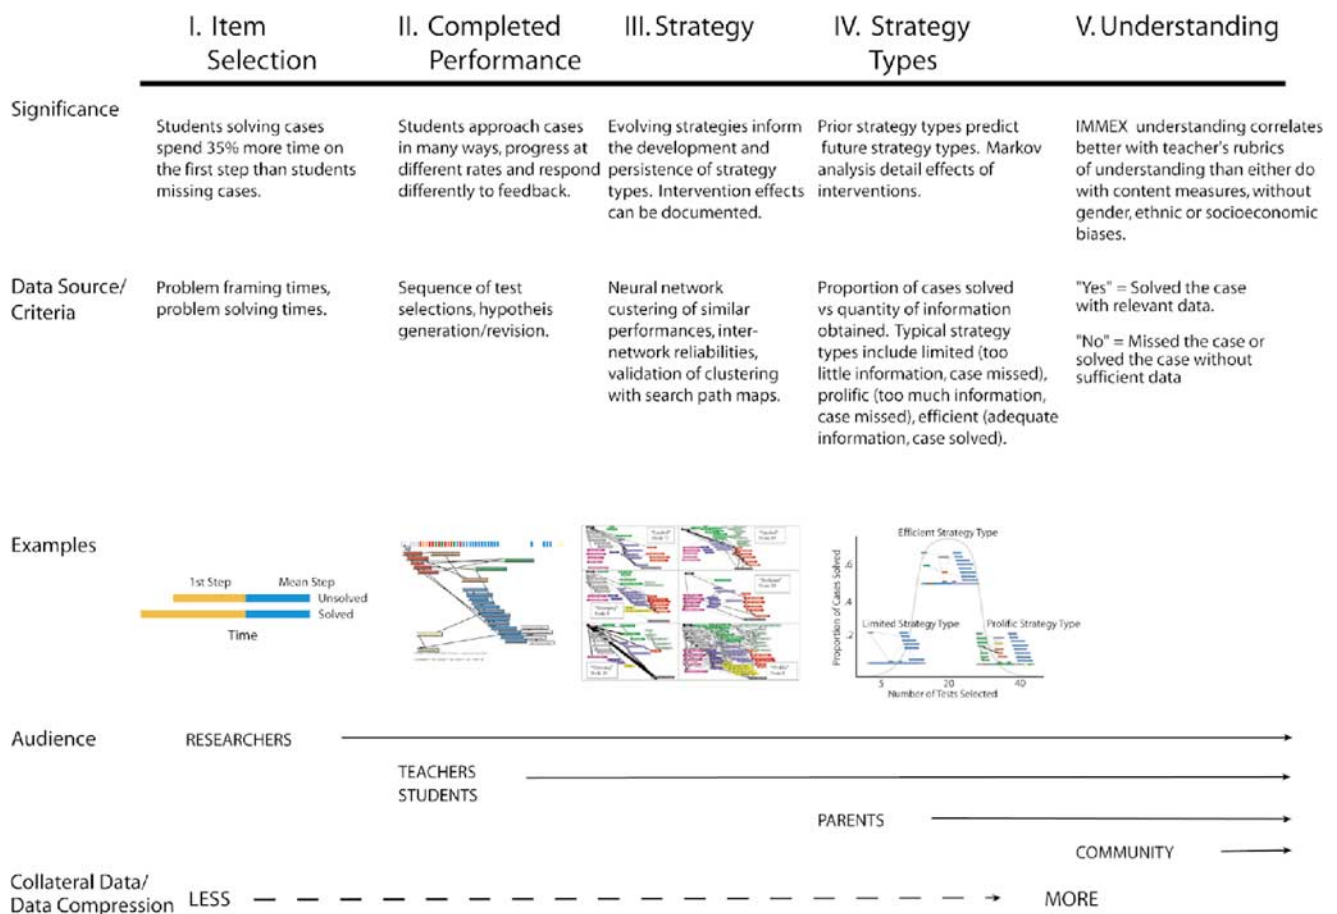 I. Item
Selection
II. Completed
Performance
III. Strategy
IV. Strategy
Types
V. Understanding
Significance
Students solving cases
spend 35% more time on
the first step than students
missing cases.
Students approach cases
in many ways, progress at
different rates and respond
differently to feedback.
Evolving strategies inform
the development and
persistence of strategy
types. Intervention effects
can be documented.
Prior strategy types predict
future strategy types. Markov
analysis detail effects of
interventions.
IMMEX understanding correlates
better with teacher's rubrics
of understanding than either do
with content measures, without
gender, ethnic or socioeconomic
biases.
Data Source/
Criteria
Problem framing times,
problem solving times.
Sequence of test
selections, hypotheis
generation/revision.
Neural network
custering of similar
performances, inter-
network reliabilities,
validation of clustering
with search path maps.
Proportion of cases solved
vs quantity of information
obtained. Typical strategy
types include limited (too
little information, case missed),
prolific (too much information,
case missed), efficient (adequate
information, case solved).
"Yes" = Solved the case
with relevant data.
"No" = Missed the case or
solved the case without
sufficient data
Examples
1st Step Mean Step
Unsolved
Solved
Time
Efficient Strategy Type
Proportion of Cases Solved
.6
.4
.2
Limited Strategy Type
Prolific Strategy Type
5 20 40
Number of Tests Selected
Audience
RESEARCHERS
TEACHERS
STUDENTS
PARENTS
COMMUNITY
Collateral Data/
Data Compression
LESS
MORE